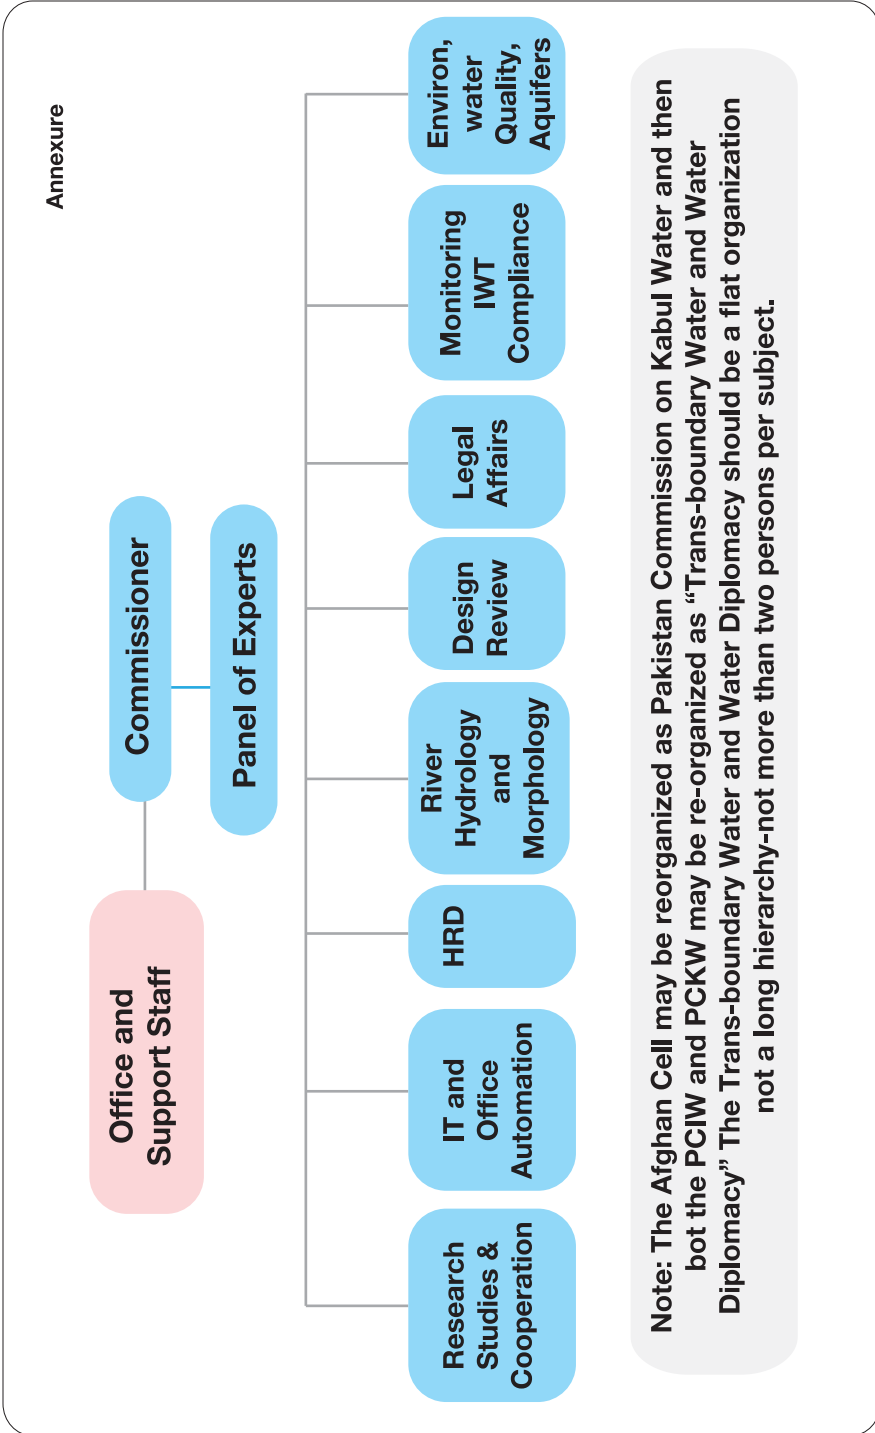 Annexure
Office and
Support Staff
Commissioner
Panel of Experts
Research
Studies &
Cooperation
IT and
Office
Automation
HRD
River
Hydrology
and
Morphology
Design
Review
Legal
Affairs
Monitoring
IWT
Compliance
Environ,
water
Quality,
Aquifers
Note: The Afghan Cell may be reorganized as Pakistan Commission on Kabul Water and then
bot the PCIW and PCKW may be re-organized as “Trans-boundary Water and Water
Diplomacy” The Trans-boundary Water and Water Diplomacy should be a flat organization
not a long hierarchy-not more than two persons per subject.